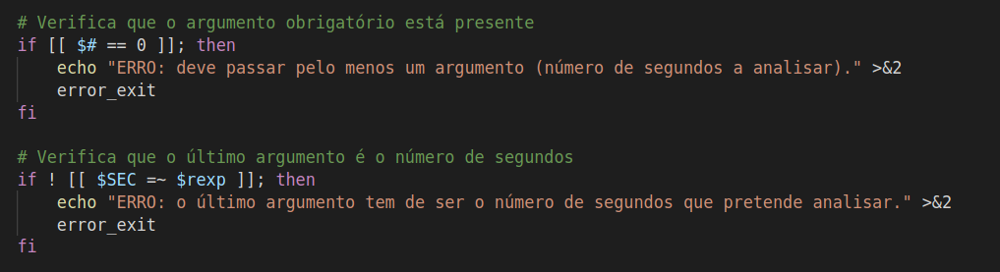 # Verifica que o argumento obrigatório está presente
if [[ $# == 0 ]]; then
    echo "ERRO: deve passar pelo menos um argumento (número de segundos a analisar)." >&2
    error_exit
fi

# Verifica que o último argumento é o número de segundos
if ! [[ $SEC =~ $rexp ]]; then
    echo "ERRO: o último argumento tem de ser o número de segundos que pretende analisar." >&2
    error_exit
fi